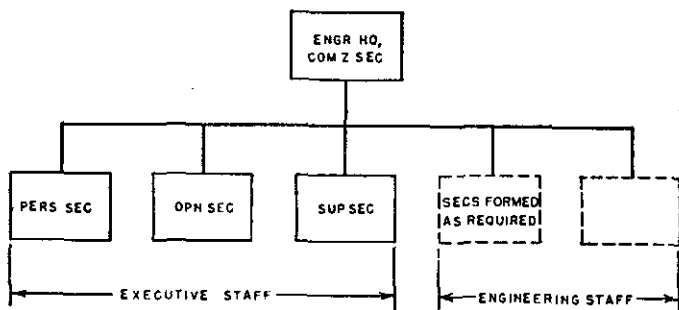 ENGR HQ,
COM Z SEC
PERS SEC
OPN SEC
SUP SEC
SECS FORMED
AS REQUIRED
EXECUTIVE STAFF
ENGINEERING STAFF